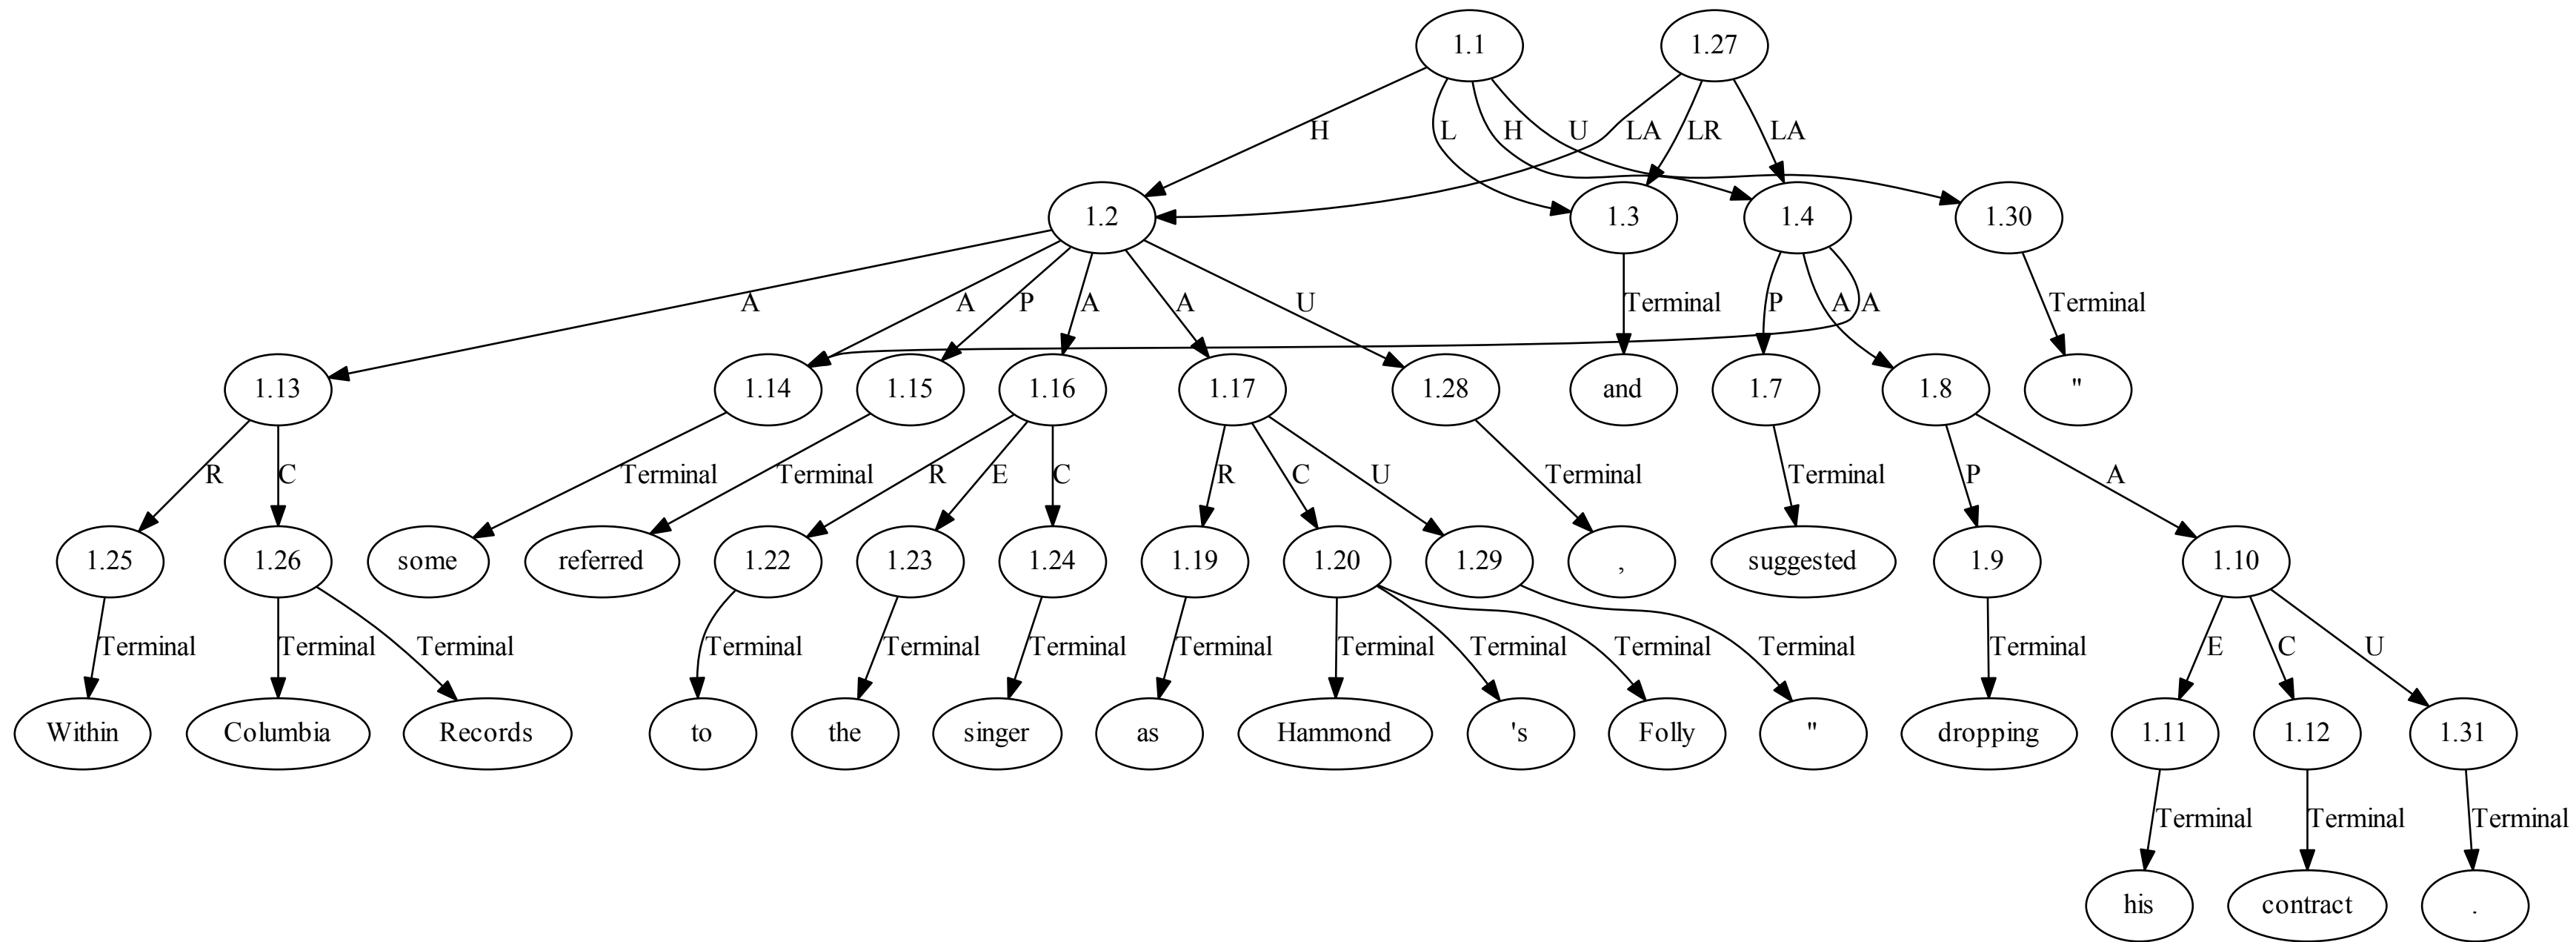 1.1 1.27
H L H U LA LR LA
1.2 1.3 1.4 1.30
A A P A A U Terminal P A A Terminal
1.13 1.14 1.15 1.16 1.17 1.28 and 1.7 1.8 "
R C Terminal Terminal R E C R C U Terminal Terminal P A
1.25 1.26 some referred 1.22 1.23 1.24 1.19 1.20 1.29 , suggested 1.9 1.10
Terminal Terminal Terminal Terminal Terminal Terminal Terminal Terminal Terminal Terminal Terminal Terminal E C U
Within Columbia Records to the singer as Hammond 's Folly " dropping 1.11 1.12 1.31
Terminal Terminal Terminal
his contract .